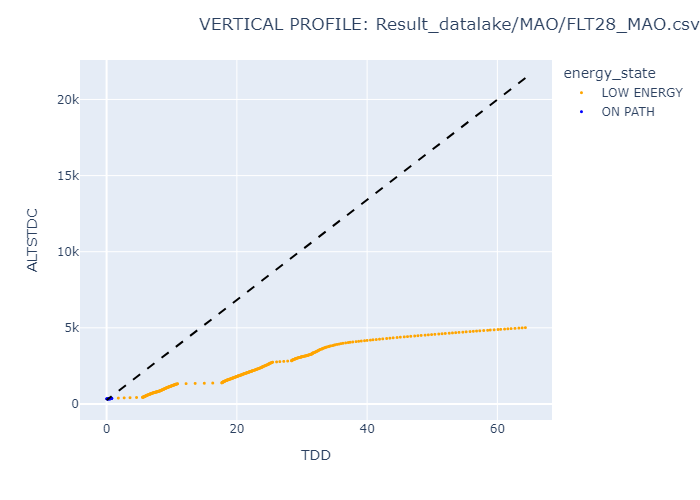 VERTICAL PROFILE: Result_datalake/MAO/FLT28_MAO.csv
energy_state
LOW ENERGY
ON PATH
20k
15k
10k
5k
0
ALTSTDC
0 20 40 60
TDD